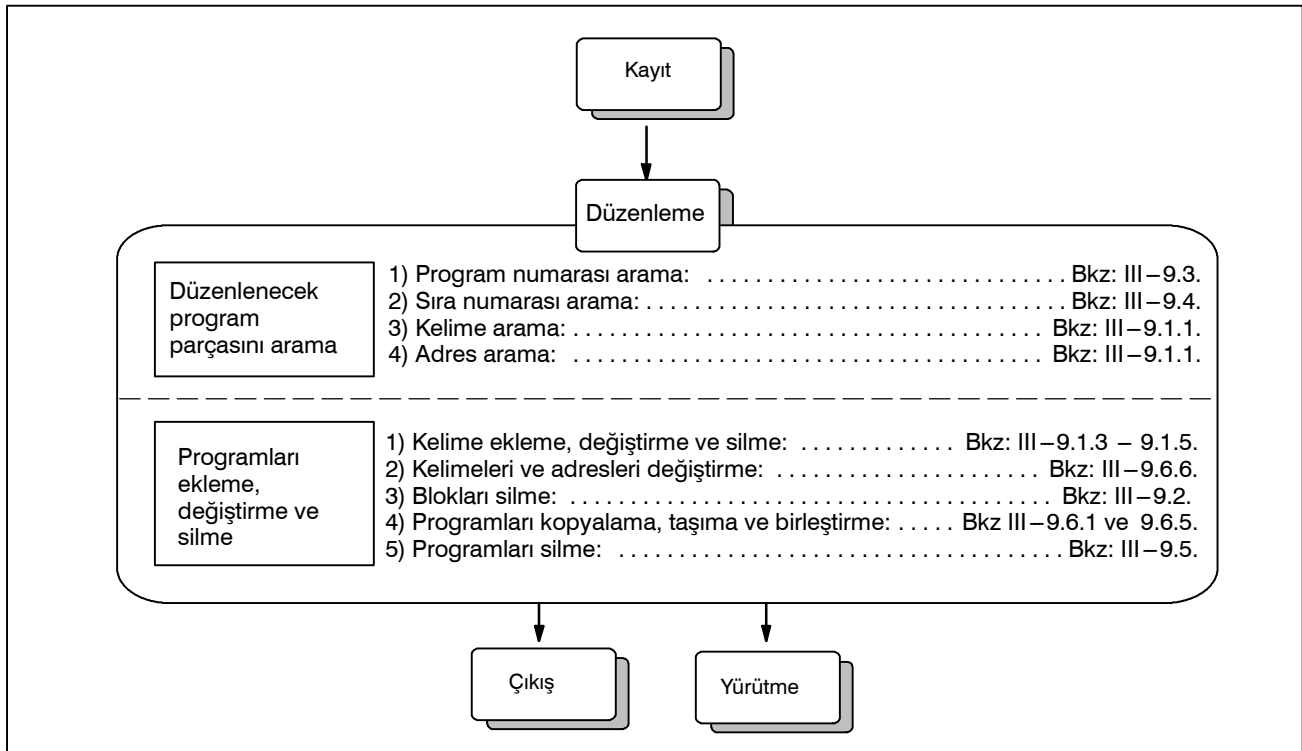 Kayıt
Düzenleme
Düzenlenecek
program
parçasını arama
1) Program numarası arama: . . . . . . . . . . . . . . . . . . . . . . . . . . . . . . Bkz: III−9.3.
2) Sıra numarası arama: . . . . . . . . . . . . . . . . . . . . . . . . . . . . . . . . . . Bkz: III−9.4.
3) Kelime arama: . . . . . . . . . . . . . . . . . . . . . . . . . . . . . . . . . . . . . . Bkz: III−9.1.1.
4) Adres arama: . . . . . . . . . . . . . . . . . . . . . . . . . . . . . . . . . . . . . . . Bkz: III−9.1.1.
Programları
ekleme,
değiştirme ve
silme
1) Kelime ekleme, değiştirme ve silme: . . . . . . . . . . . . . Bkz: III−9.1.3 − 9.1.5.
2) Kelimeleri ve adresleri değiştirme: . . . . . . . . . . . . . . . . . . . . . . . Bkz: III−9.6.6.
3) Blokları silme: . . . . . . . . . . . . . . . . . . . . . . . . . . . . . . . . . . . . . . . Bkz: III−9.2.
4) Programları kopyalama, taşıma ve birleştirme: . . . . . Bkz III−9.6.1 ve 9.6.5.
5) Programları silme: . . . . . . . . . . . . . . . . . . . . . . . . . . . . . . . . . . . . Bkz: III−9.5.
Çıkış
Yürütme